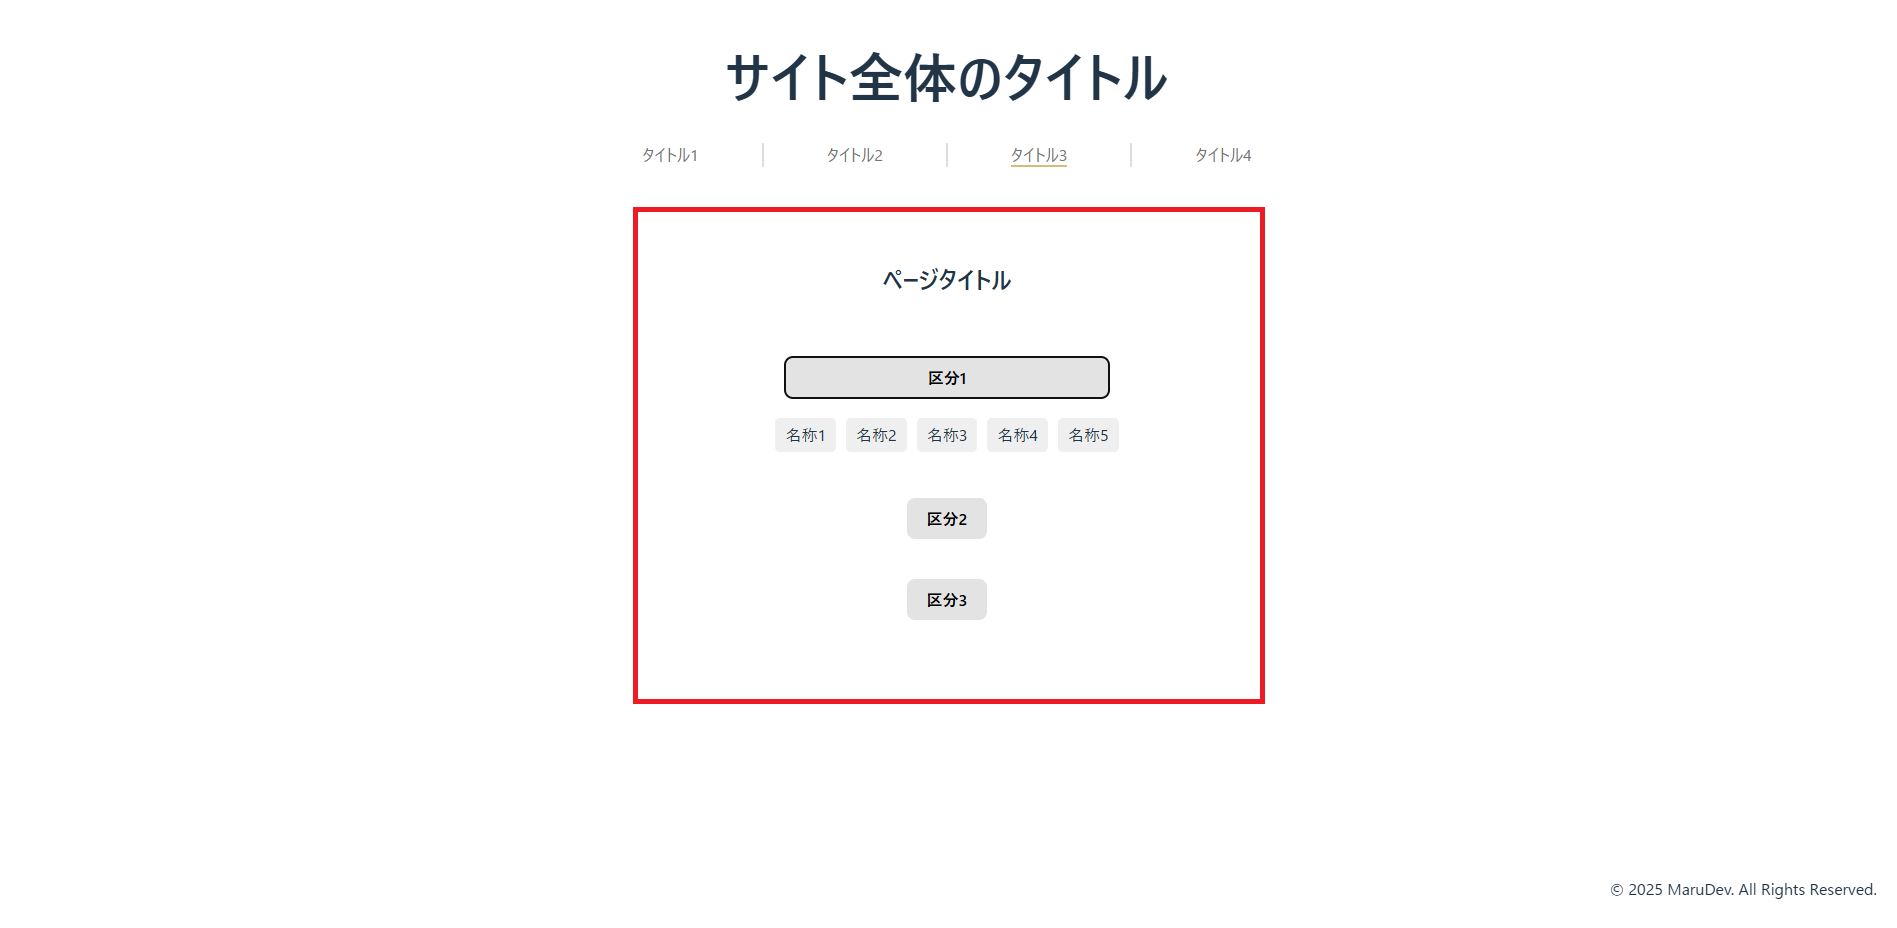 サイト全体のタイトル
タイトル1 タイトル2 タイトル3 タイトル4
ページタイトル
区分1
名称1 名称2 名称3 名称4 名称5
区分2
区分3
© 2025 MaruDev. All Rights Reserved.